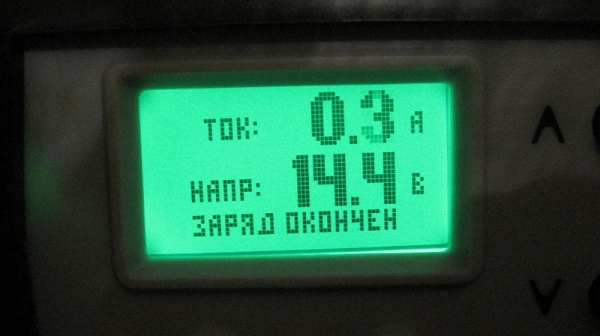 ТОК: 0.3 А
НАПР: 14.4 В
ЗАРЯД ОКОНЧЕН